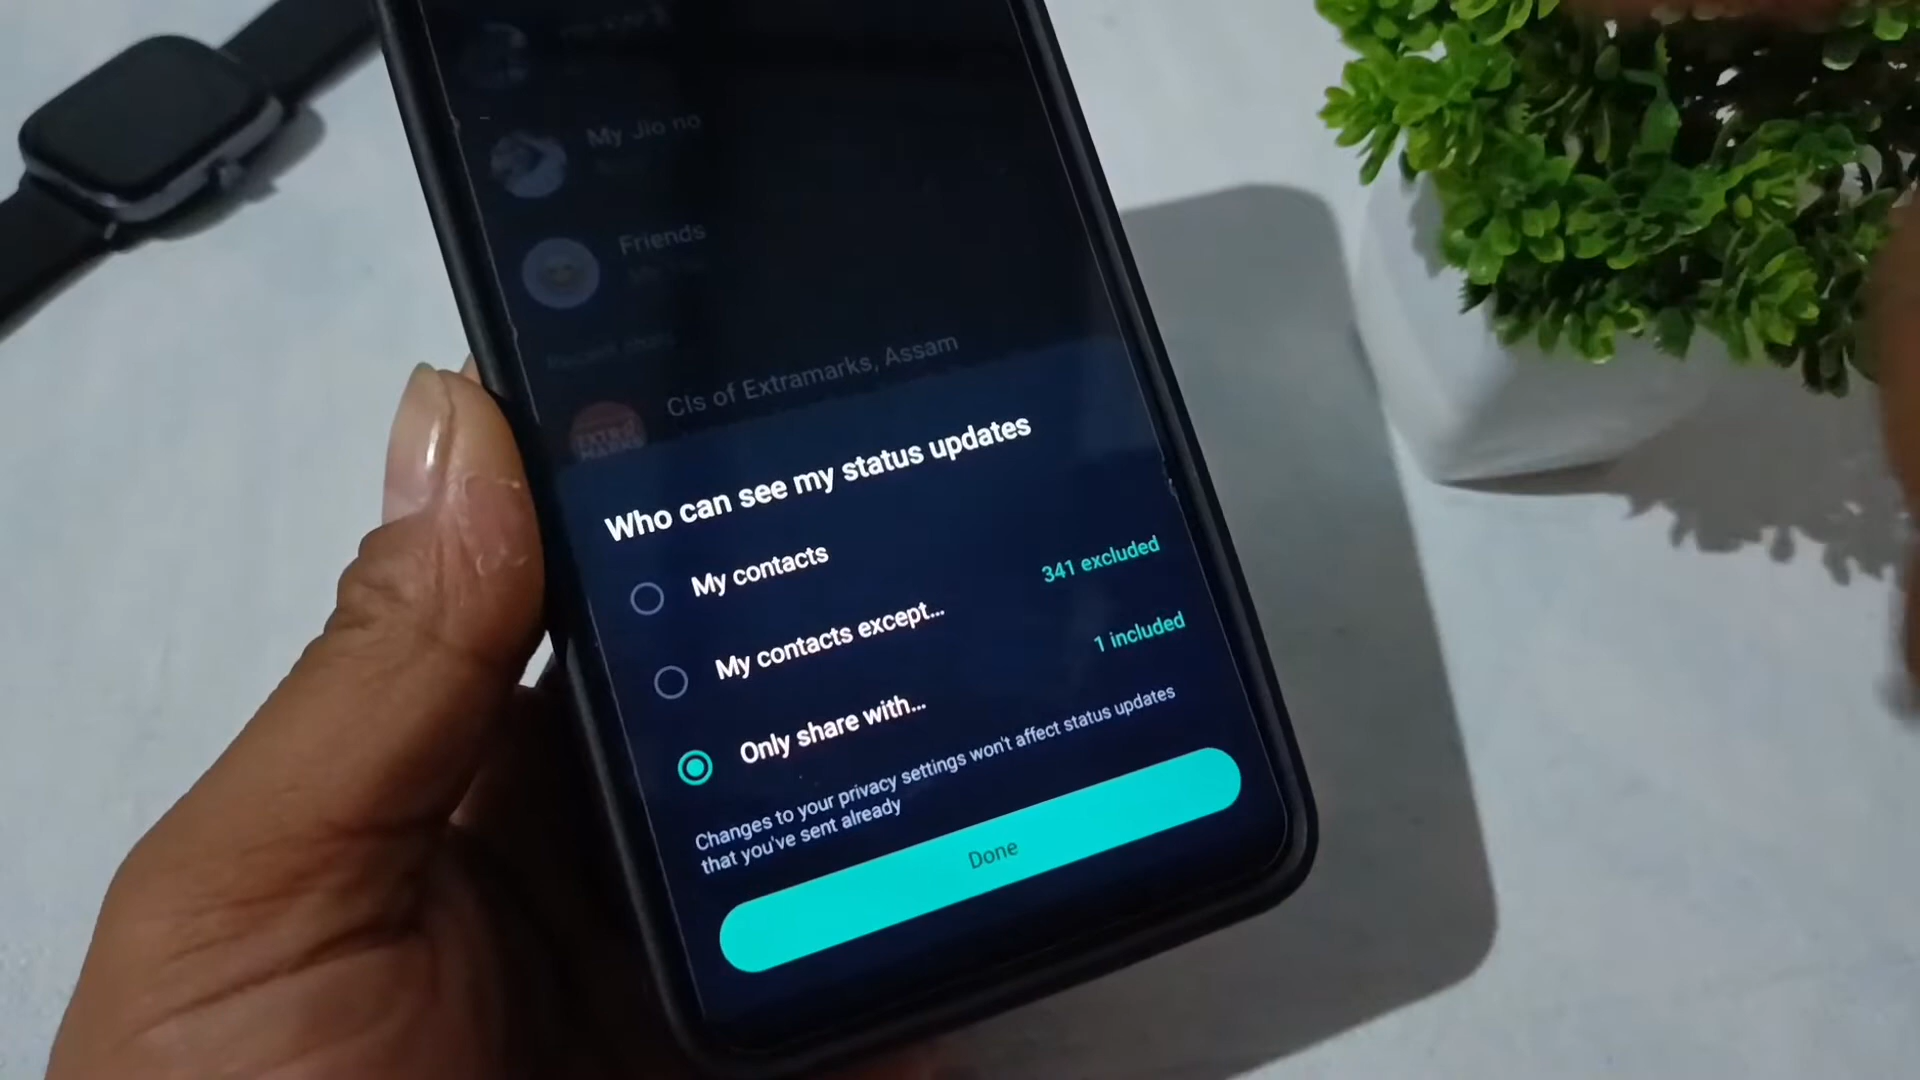 My Jio no
Friends
Cls of Extramarks, Assam
Who can see my status updates
My contacts
341 excluded
My contacts except...
1 included
Only share with...
Changes to your privacy settings won't affect status updates
that you've sent already
Done